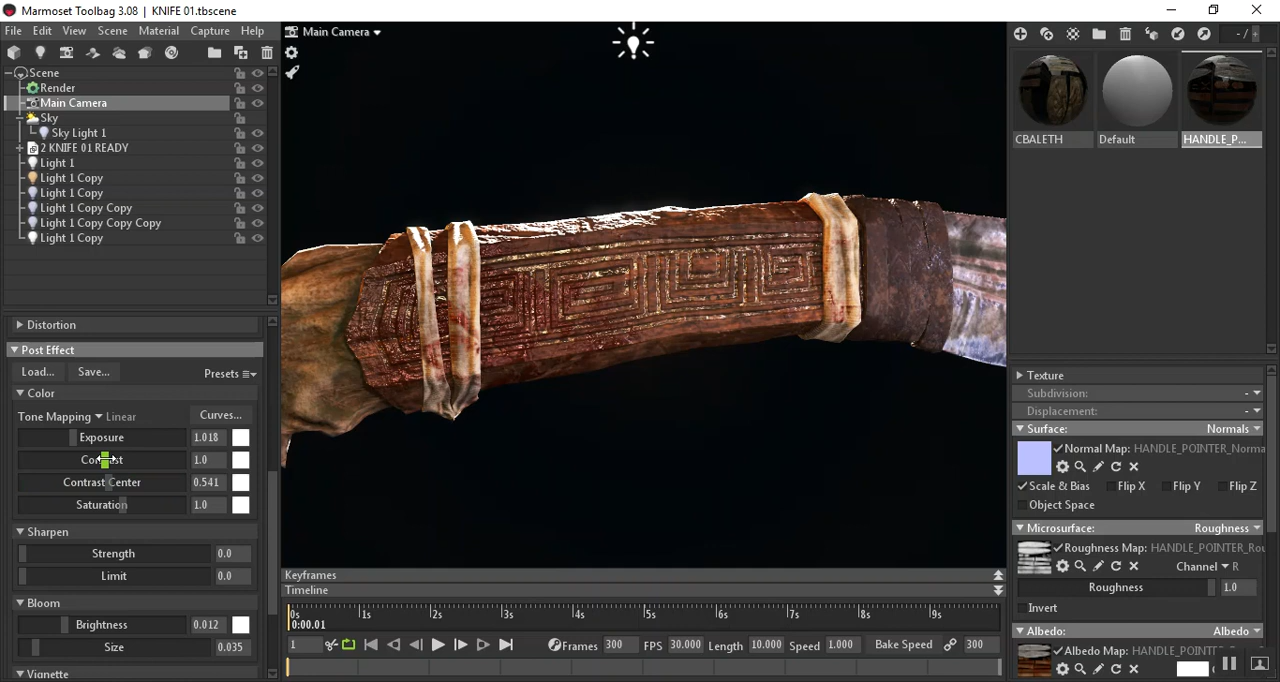 Marmoset Toolbag 3.08 | KNIFE 01.tbscene
File Edit View Scene Material Capture Help
Scene
Render
Main Camera
Sky
Sky Light 1
2 KNIFE 01 READY
Light 1
Light 1 Copy
Light 1 Copy
Light 1 Copy Copy
Light 1 Copy Copy Copy
Light 1 Copy
Distortion
Post Effect
Load... Save... Presets
Color
Tone Mapping Linear Curves...
Exposure 1.018
Contrast 1.0
Contrast Center 0.541
Saturation 1.0
Sharpen
Strength 0.0
Limit 0.0
Bloom
Brightness 0.012
Size 0.035
Vignette
Main Camera
Keyframes
Timeline
0s 1s 2s 3s 4s 5s 6s 7s 8s 9s
0:00.01
1 Frames 300 FPS 30.000 Length 10.000 Speed 1.000 Bake Speed 300
- /
CBALETH Default HANDLE_P...
Texture
Subdivision: -
Displacement: -
Surface: Normals
Normal Map: HANDLE_POINTER_Norma
Scale & Bias Flip X Flip Y Flip Z
Object Space
Microsurface: Roughness
Roughness Map: HANDLE_POINTER_Rou
Channel R
Roughness 1.0
Invert
Albedo: Albedo
Albedo Map: HANDLE_POINT